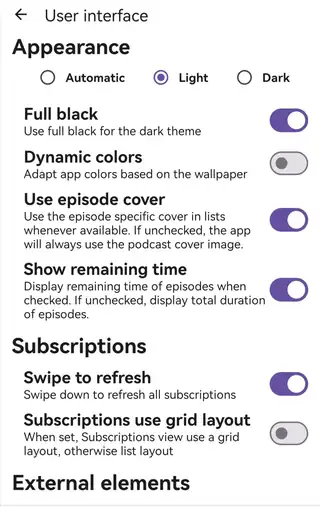 User interface
Appearance
Automatic
Light
Dark
Full black
Use full black for the dark theme
Dynamic colors
Adapt app colors based on the wallpaper
Use episode cover
Use the episode specific cover in lists
whenever available. If unchecked, the app
will always use the podcast cover image.
Show remaining time
Display remaining time of episodes when
checked. If unchecked, display total duration
of episodes.
Subscriptions
Swipe to refresh
Swipe down to refresh all subscriptions
Subscriptions use grid layout
When set, Subscriptions view use a grid
layout, otherwise list layout
External elements